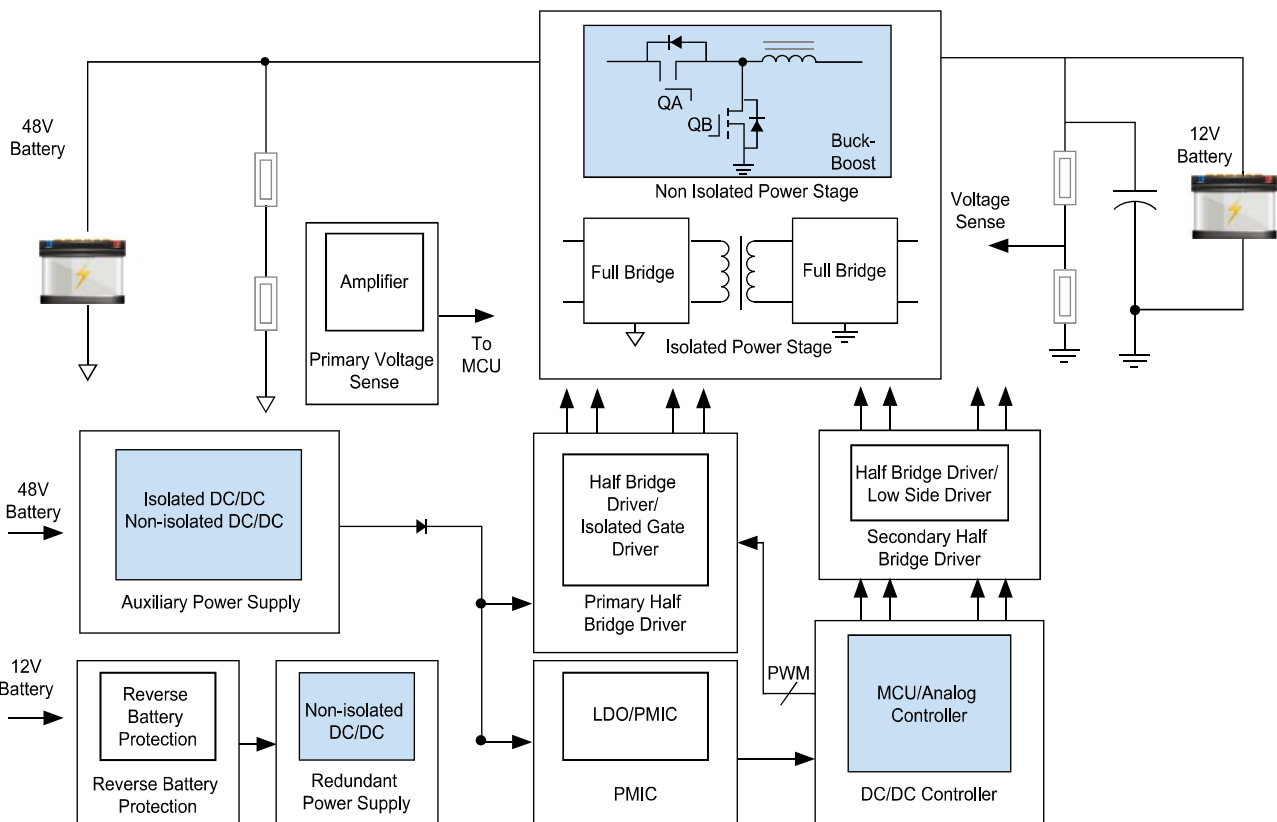 48V
Battery
QA
QB
Buck-
Boost
Non Isolated Power Stage
Full Bridge
Full Bridge
Isolated Power Stage
Voltage
Sense
12V
Battery
Amplifier
Primary Voltage
Sense
To
MCU
48V
Battery
Isolated DC/DC
Non-isolated DC/DC
Auxiliary Power Supply
Half Bridge
Driver/
Isolated Gate
Driver
Primary Half
Bridge Driver
Half Bridge Driver/
Low Side Driver
Secondary Half
Bridge Driver
12V
Battery
Reverse
Battery
Protection
Reverse Battery
Protection
Non-isolated
DC/DC
Redundant
Power Supply
LDO/PMIC
PMIC
PWM
MCU/Analog
Controller
DC/DC Controller